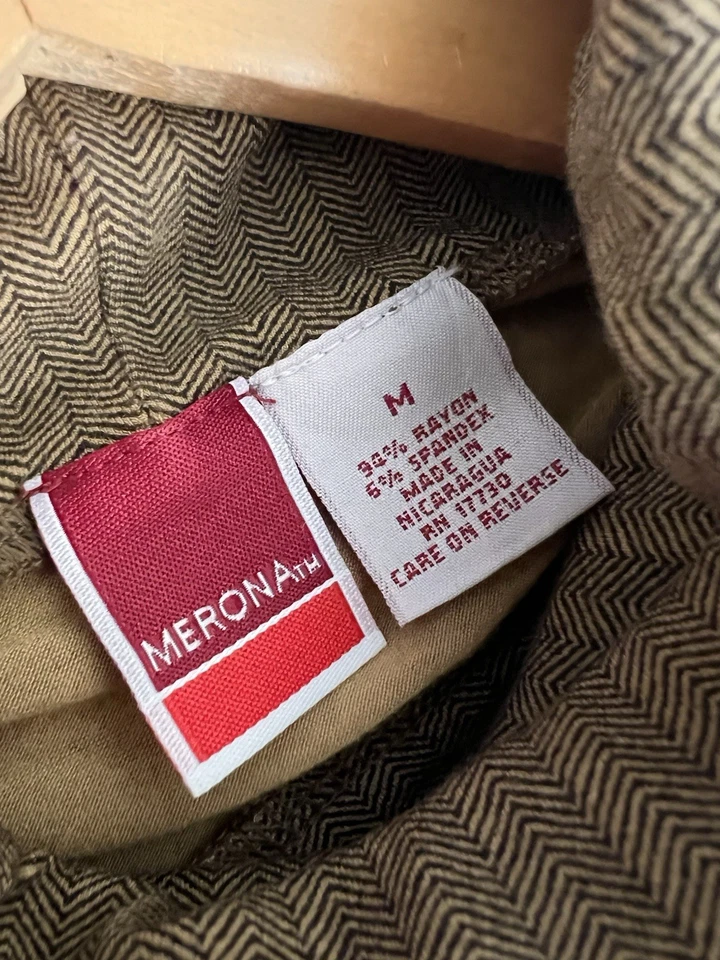 MERONA™
M
94% RAYON
6% SPANDEX
MADE IN
NICARAGUA
RN 17730
CARE ON REVERSE